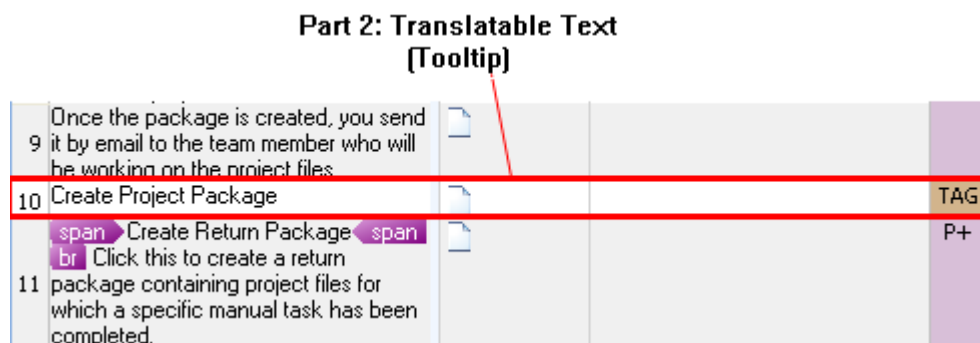 Part 2: Translatable Text
(Tooltip)
Once the package is created, you send
9 it by email to the team member who will
be working on the project files.
10 Create Project Package TAG
span Create Return Package span P+
br Click this to create a return
11 package containing project files for
which a specific manual task has been
completed.